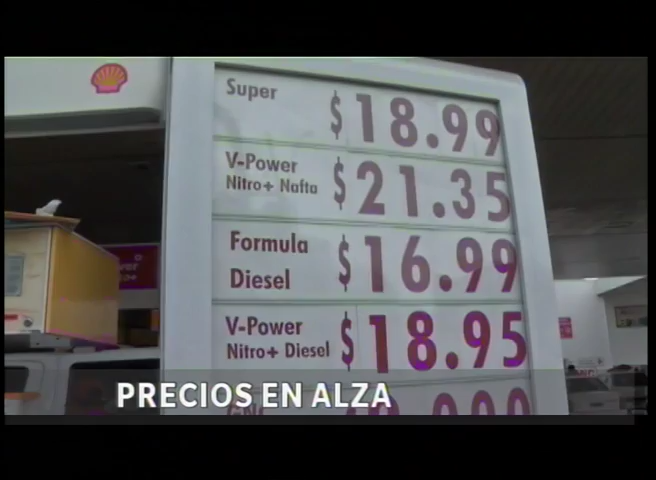 Super $18.99
V-Power
Nitro+ Nafta $21.35
Formula
Diesel $16.99
V-Power
Nitro+ Diesel $18.95
PRECIOS EN ALZA